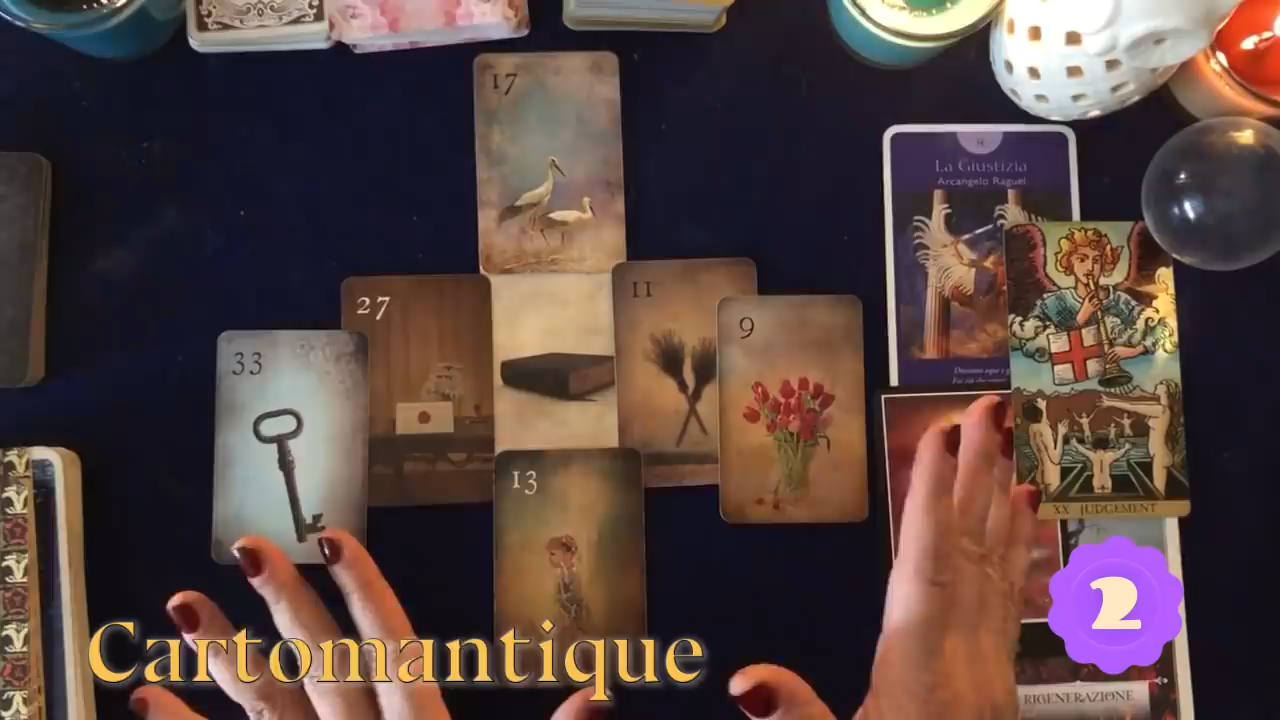 17
La Giustizia
Arcangelo Raguel
27
11
33
9
13
XX JUDGEMENT
2
Cartomantique
RIGENERAZIONE